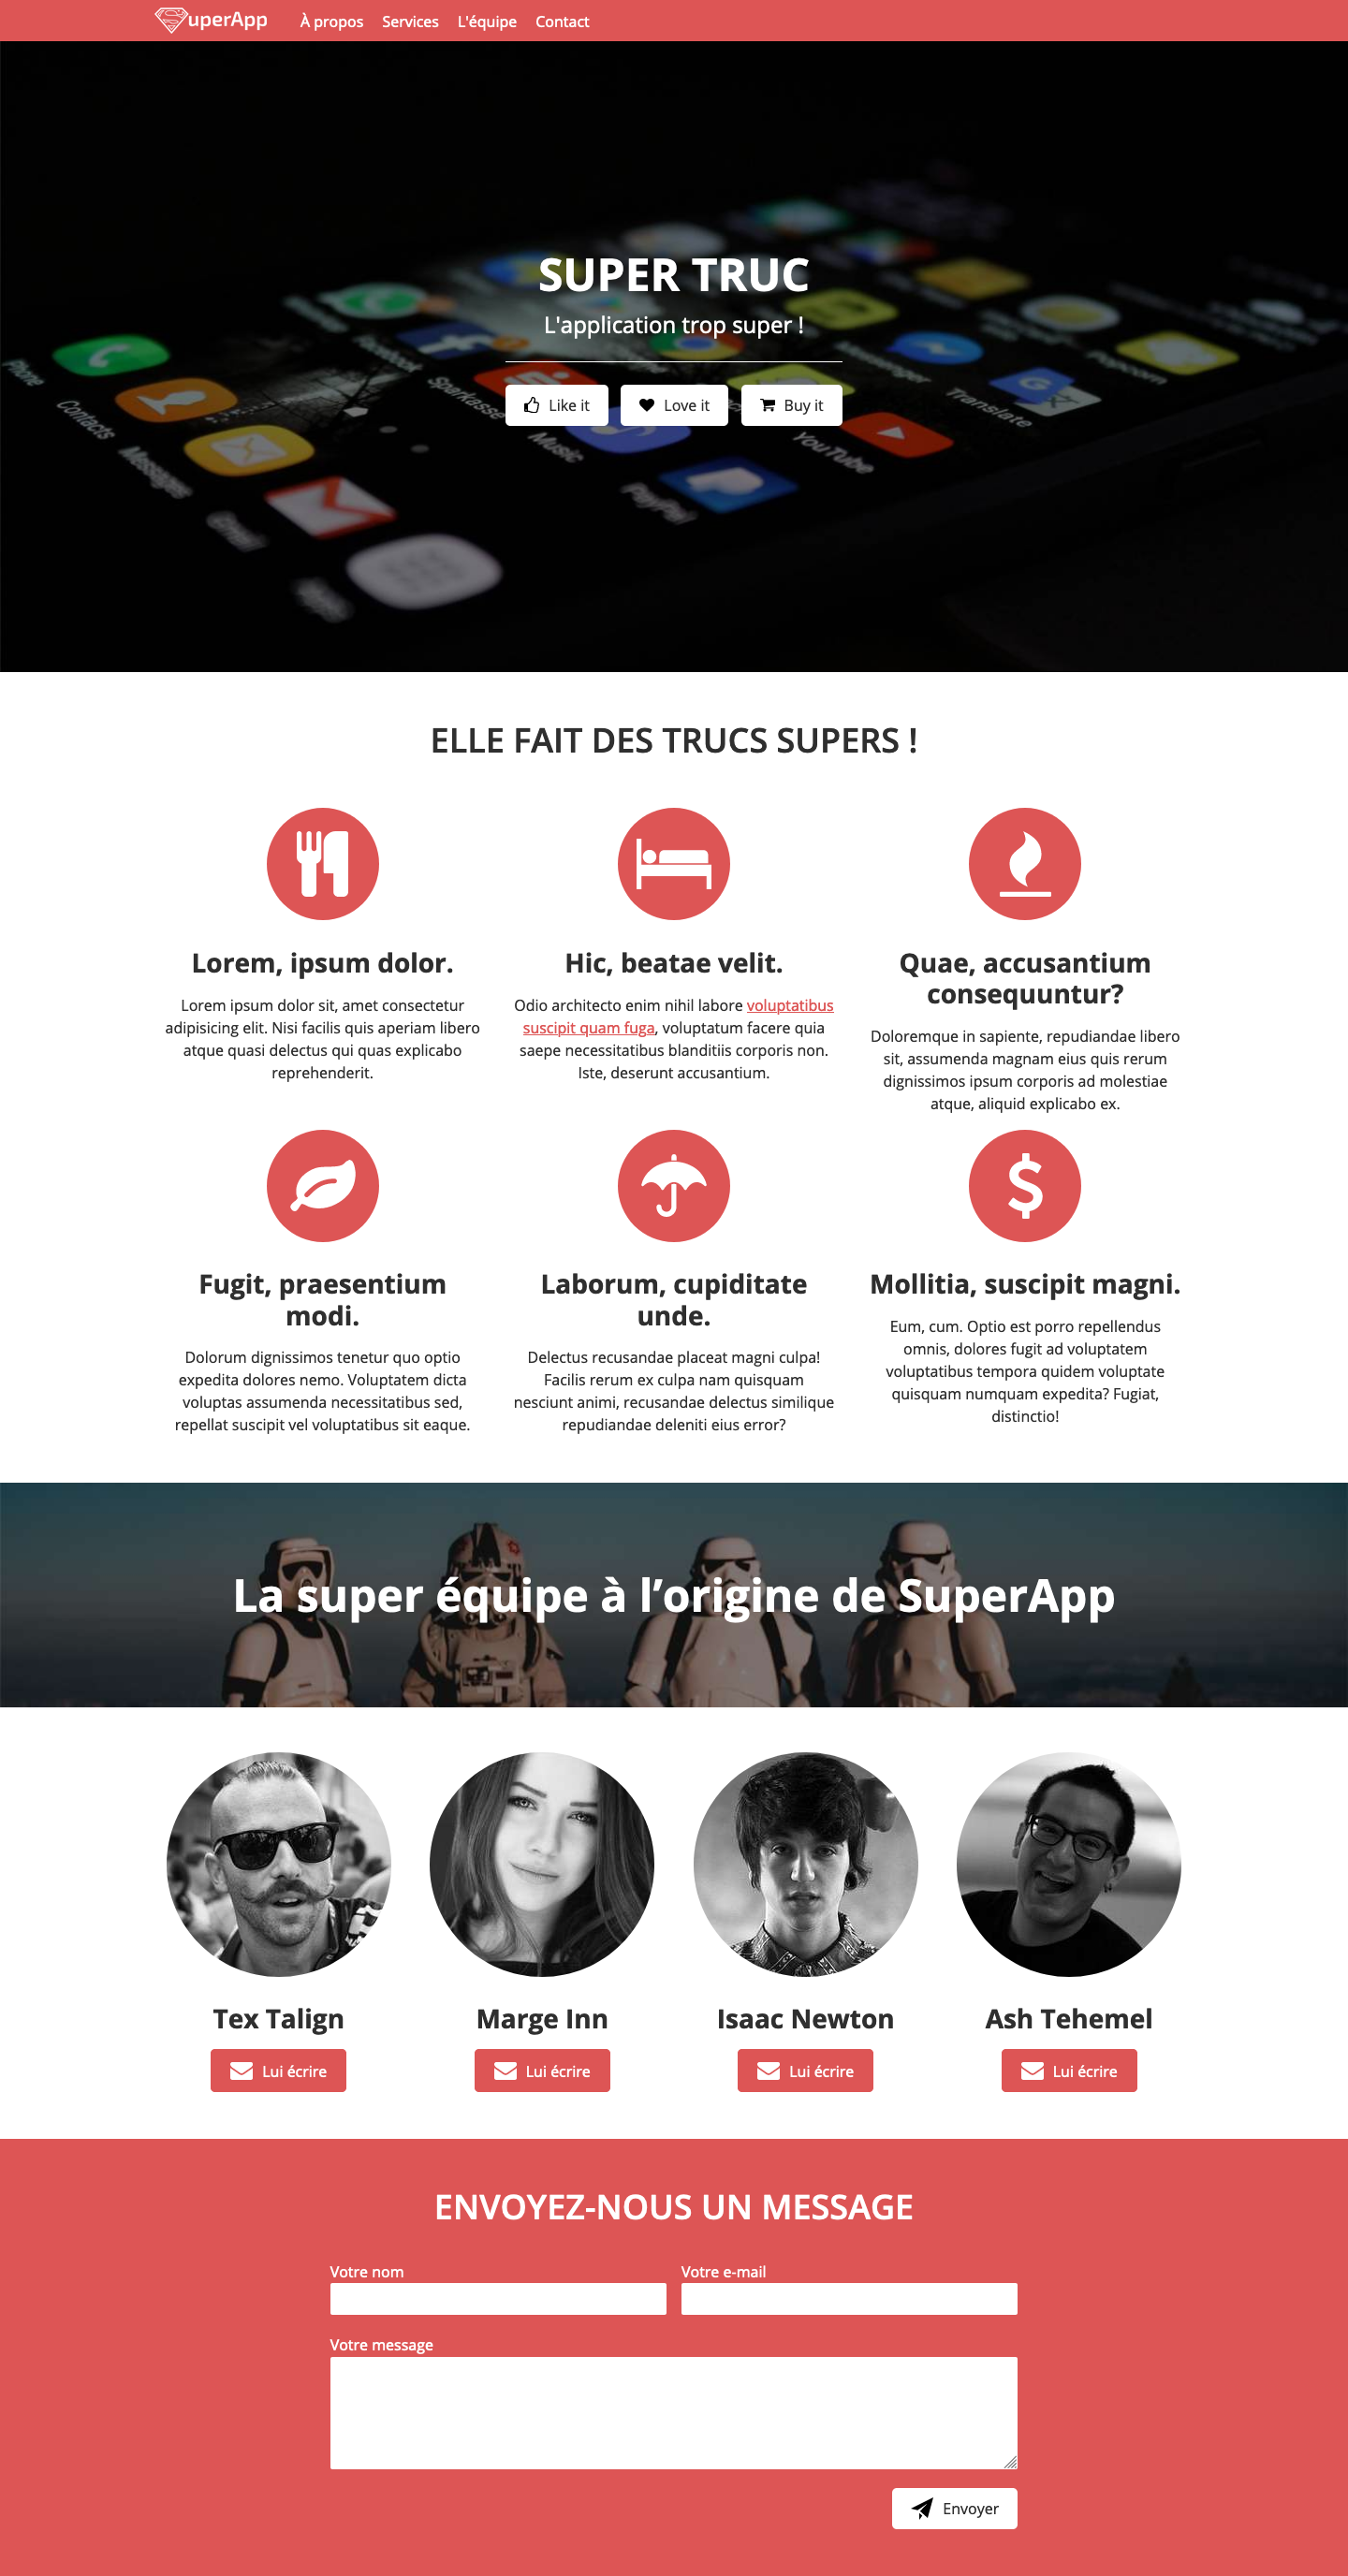 uperApp À propos Services L'équipe Contact
SUPER TRUC
L'application trop super !
Like it Love it Buy it
Phone
Contacts
Messages
Email
Music
PayPal
YouTube
Messenger
Translate
ELLE FAIT DES TRUCS SUPERS !
Lorem, ipsum dolor.
Lorem ipsum dolor sit, amet consectetur
adipisicing elit. Nisi facilis quis aperiam libero
atque quasi delectus qui quas explicabo
reprehenderit.
Hic, beatae velit.
Odio architecto enim nihil labore voluptatibus
suscipit quam fuga, voluptatum facere quia
saepe necessitatibus blanditiis corporis non.
Iste, deserunt accusantium.
Quae, accusantium
consequuntur?
Doloremque in sapiente, repudiandae libero
sit, assumenda magnam eius quis rerum
dignissimos ipsum corporis ad molestiae
atque, aliquid explicabo ex.
Fugit, praesentium
modi.
Dolorum dignissimos tenetur quo optio
expedita dolores nemo. Voluptatem dicta
voluptas assumenda necessitatibus sed,
repellat suscipit vel voluptatibus sit eaque.
Laborum, cupiditate
unde.
Delectus recusandae placeat magni culpa!
Facilis rerum ex culpa nam quisquam
nesciunt animi, recusandae delectus similique
repudiandae deleniti eius error?
$
Mollitia, suscipit magni.
Eum, cum. Optio est porro repellendus
omnis, dolores fugit ad voluptatem
voluptatibus tempora quidem voluptate
quisquam numquam expedita? Fugiat,
distinctio!
La super équipe à l’origine de SuperApp
Tex Talign
Lui écrire
Marge Inn
Lui écrire
Isaac Newton
Lui écrire
Ash Tehemel
Lui écrire
ENVOYEZ-NOUS UN MESSAGE
Votre nom
Votre e-mail
Votre message
Envoyer